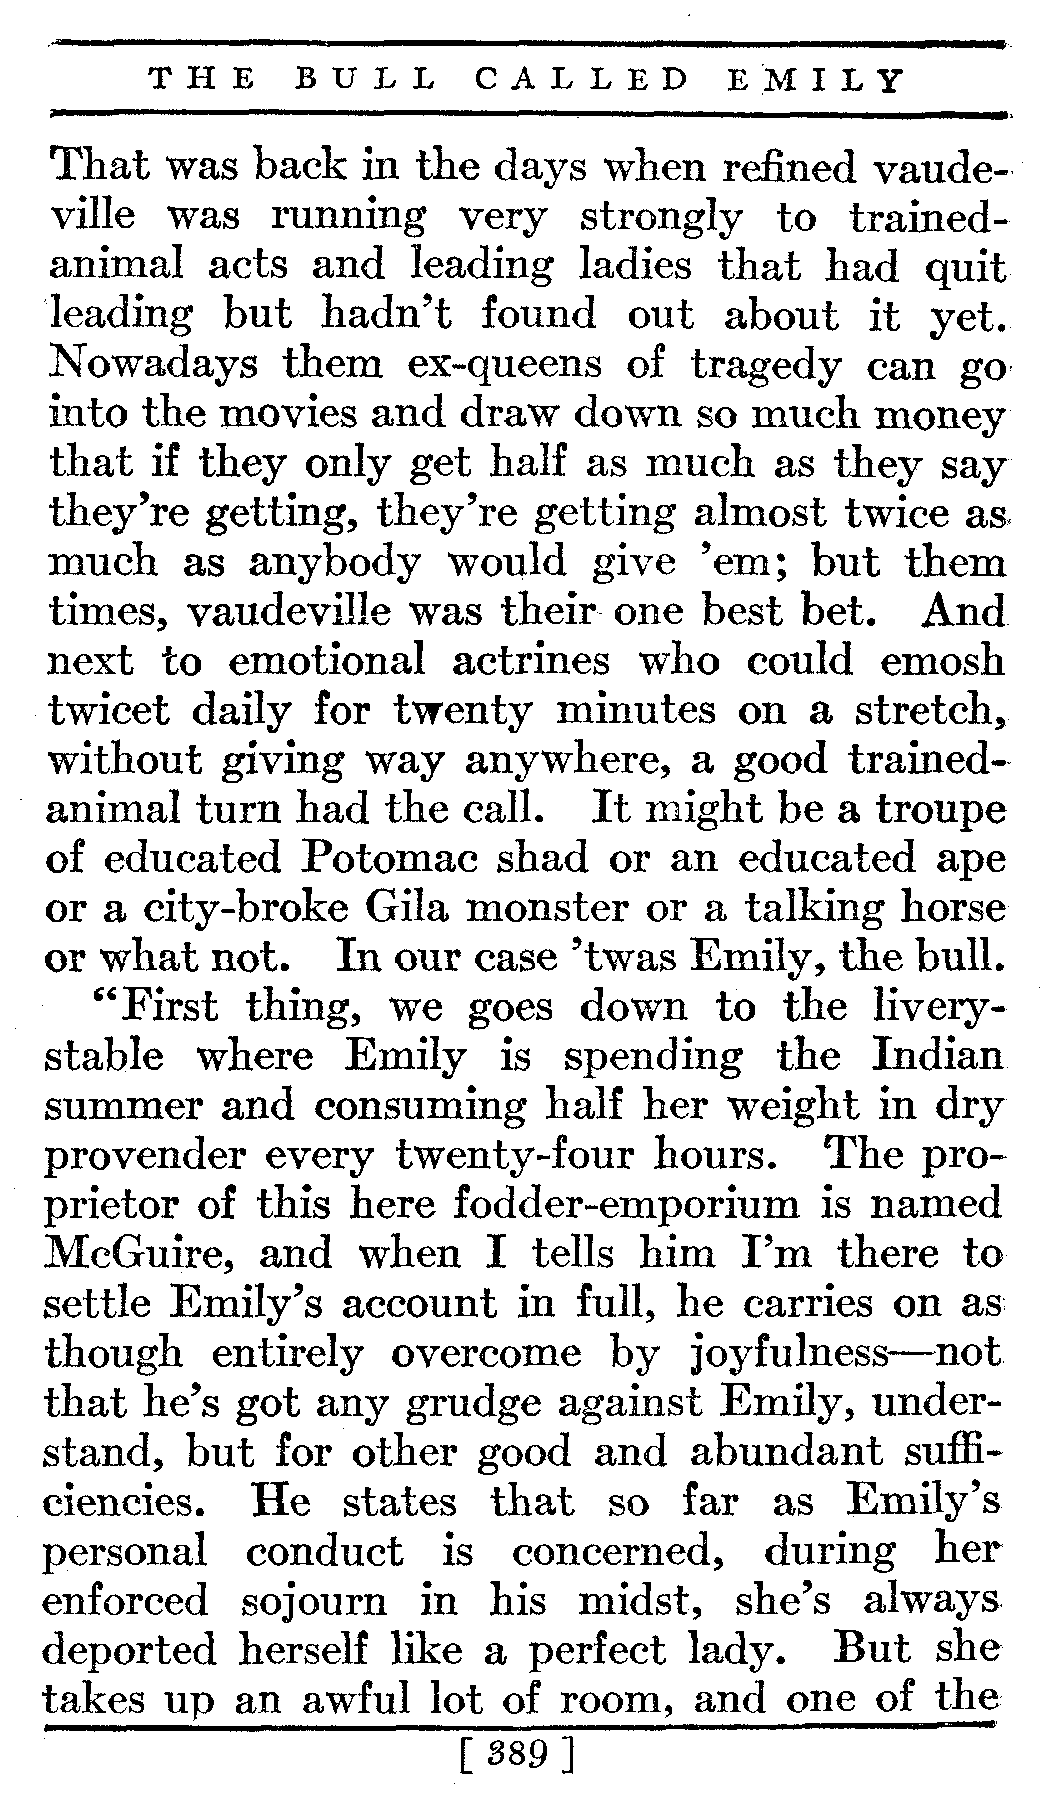 THE BULL CALLED EMILY
That was back in the days when refined vaude-
ville was running very strongly to trained-
animal acts and leading ladies that had quit
leading but hadn't found out about it yet.
Nowadays them ex-queens of tragedy can go
into the movies and draw down so much money
that if they only get half as much as they say
they're getting, they're getting almost twice as
much as anybody would give 'em; but them
times, vaudeville was their one best bet. And
next to emotional actrines who could emosh
twicet daily for twenty minutes on a stretch,
without giving way anywhere, a good trained-
animal turn had the call. It might be a troupe
of educated Potomac shad or an educated ape
or a city-broke Gila monster or a talking horse
or what not. In our case 'twas Emily, the bull.
“First thing, we goes down to the livery-
stable where Emily is spending the Indian
summer and consuming half her weight in dry
provender every twenty-four hours. The pro-
prietor of this here fodder-emporium is named
McGuire, and when I tells him I'm there to
settle Emily's account in full, he carries on as
though entirely overcome by joyfulness—not
that he's got any grudge against Emily, under-
stand, but for other good and abundant suffi-
ciencies. He states that so far as Emily's
personal conduct is concerned, during her
enforced sojourn in his midst, she's always
deported herself like a perfect lady. But she
takes up an awful lot of room, and one of the
[ 389 ]